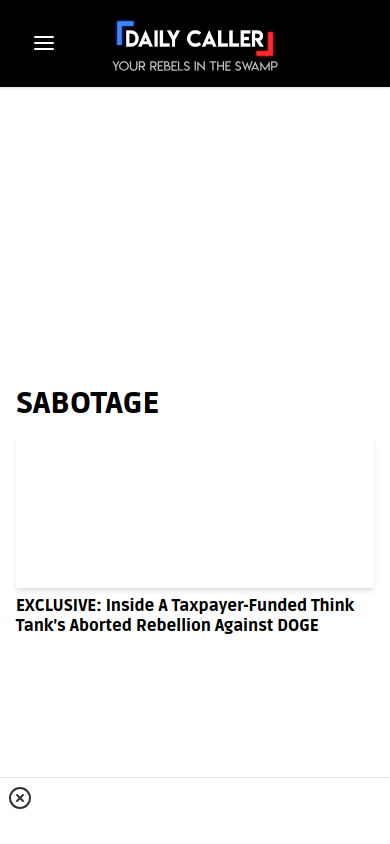 DAILY CALLER
YOUR REBELS IN THE SWAMP
SABOTAGE
EXCLUSIVE: Inside A Taxpayer-Funded Think
Tank's Aborted Rebellion Against DOGE